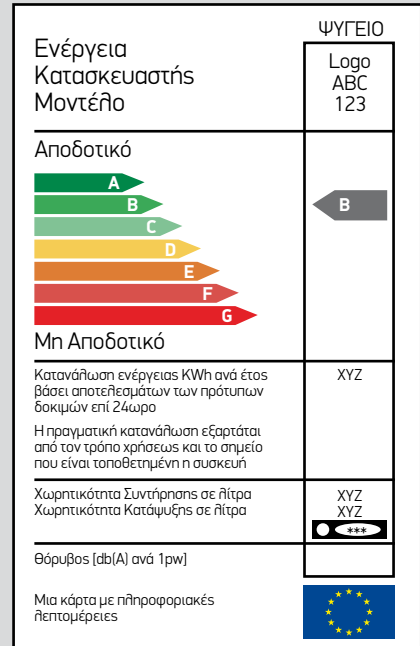 ΨΥΓΕΙΟ
Ενέργεια
Κατασκευαστής
Μοντέλο
Logo
ABC
123
Αποδοτικό
A
B
B
C
D
E
F
G
Μη Αποδοτικό
Κατανάλωση ενέργειας KWh ανά έτος
XYZ
βάσει αποτελεσμάτων των πρότυπων
δοκιμών επί 24ωρο
Η πραγματική κατανάλωση εξαρτάται
από τον τρόπο χρήσεως και το σημείο
που είναι τοποθετημένη η συσκευή
Χωρητικότητα Συντήρησης σε λίτρα
XYZ
Χωρητικότητα Κατάψυξης σε λίτρα
XYZ
***
Θόρυβος [db(A) ανά 1pw]
Μια κάρτα με πληροφοριακές
λεπτομέρειες